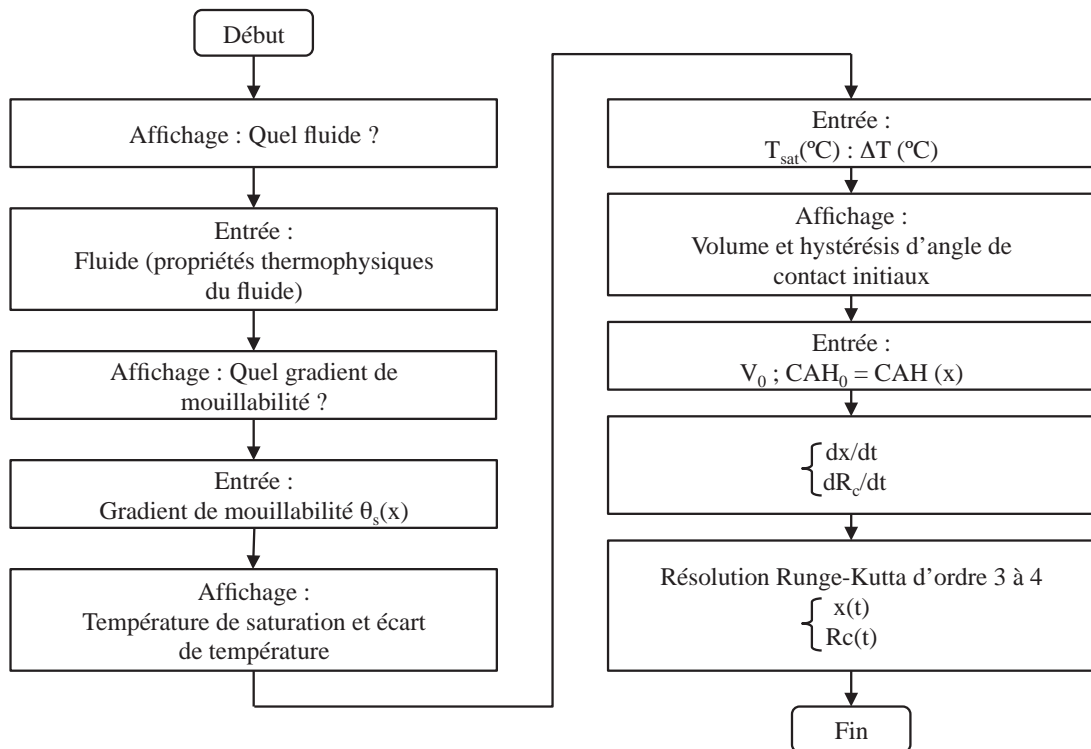 Début
Affichage : Quel fluide ?
Entrée :
Fluide (propriétés thermophysiques
du fluide)
Affichage : Quel gradient de
mouillabilité ?
Entrée :
Gradient de mouillabilité θₛ(x)
Affichage :
Température de saturation et écart
de température
Entrée :
Tsat(ºC) : ΔT (ºC)
Affichage :
Volume et hystérésis d’angle de
contact initiaux
Entrée :
V₀ ; CAH₀ = CAH (x)
dx/dt
dRc/dt
Résolution Runge-Kutta d'ordre 3 à 4
x(t)
Rc(t)
Fin